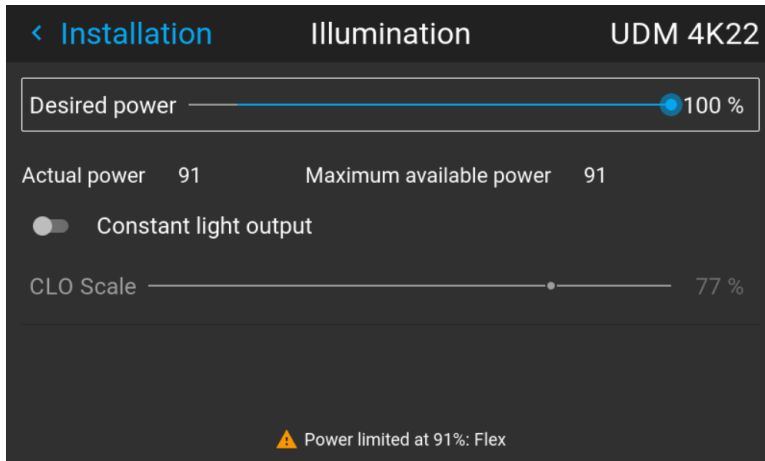 Installation Illumination UDM 4K22
Desired power 100 %
Actual power 91 Maximum available power 91
Constant light output
CLO Scale 77 %
Power limited at 91%: Flex